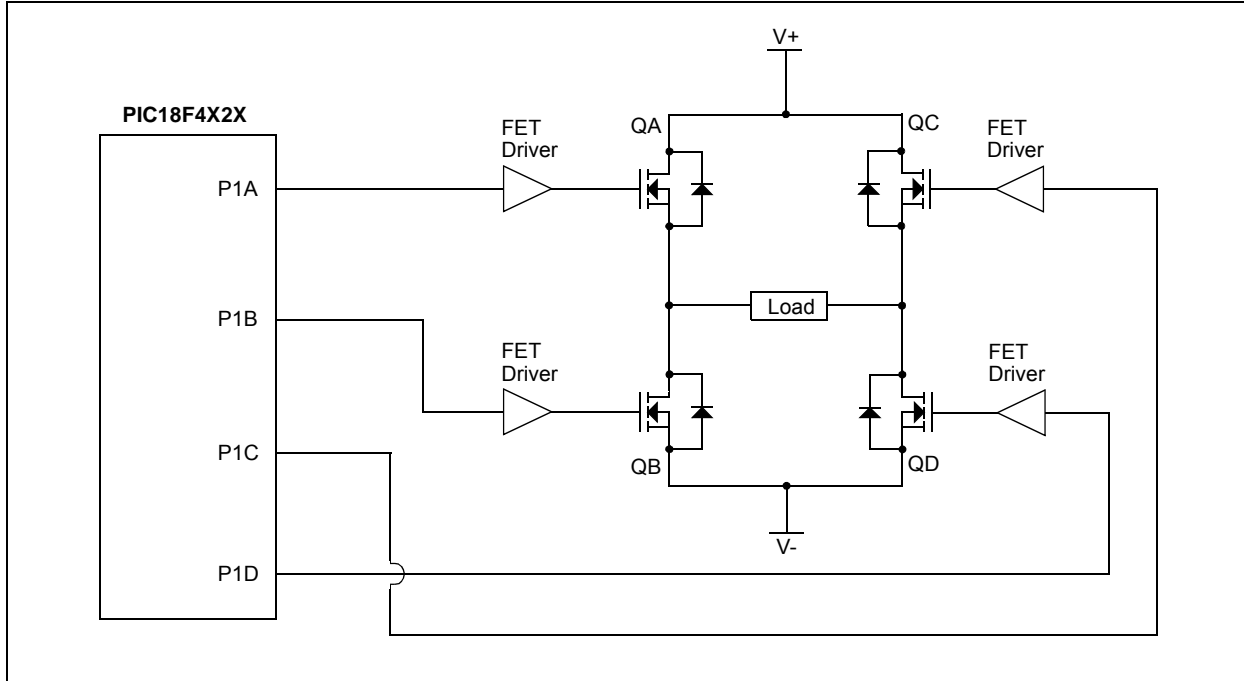 V+
PIC18F4X2X
FET
Driver
QA
QC
FET
Driver
P1A
Load
P1B
FET
Driver
FET
Driver
P1C
QB
QD
V-
P1D